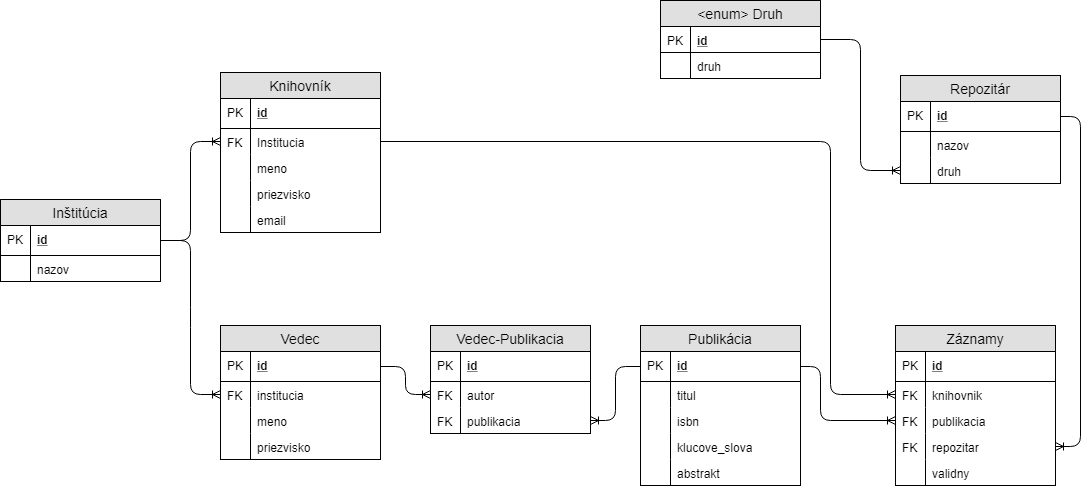 <enum> Druh
PK id
druh
Knihovník
PK id
FK Institucia
meno
priezvisko
email
Repozitár
PK id
nazov
druh
Inštitúcia
PK id
nazov
Vedec
PK id
FK institucia
meno
priezvisko
Vedec-Publikacia
PK id
FK autor
FK publikacia
Publikácia
PK id
titul
isbn
klucove_slova
abstrakt
Záznamy
PK id
FK knihovnik
FK publikacia
FK repozitar
validny